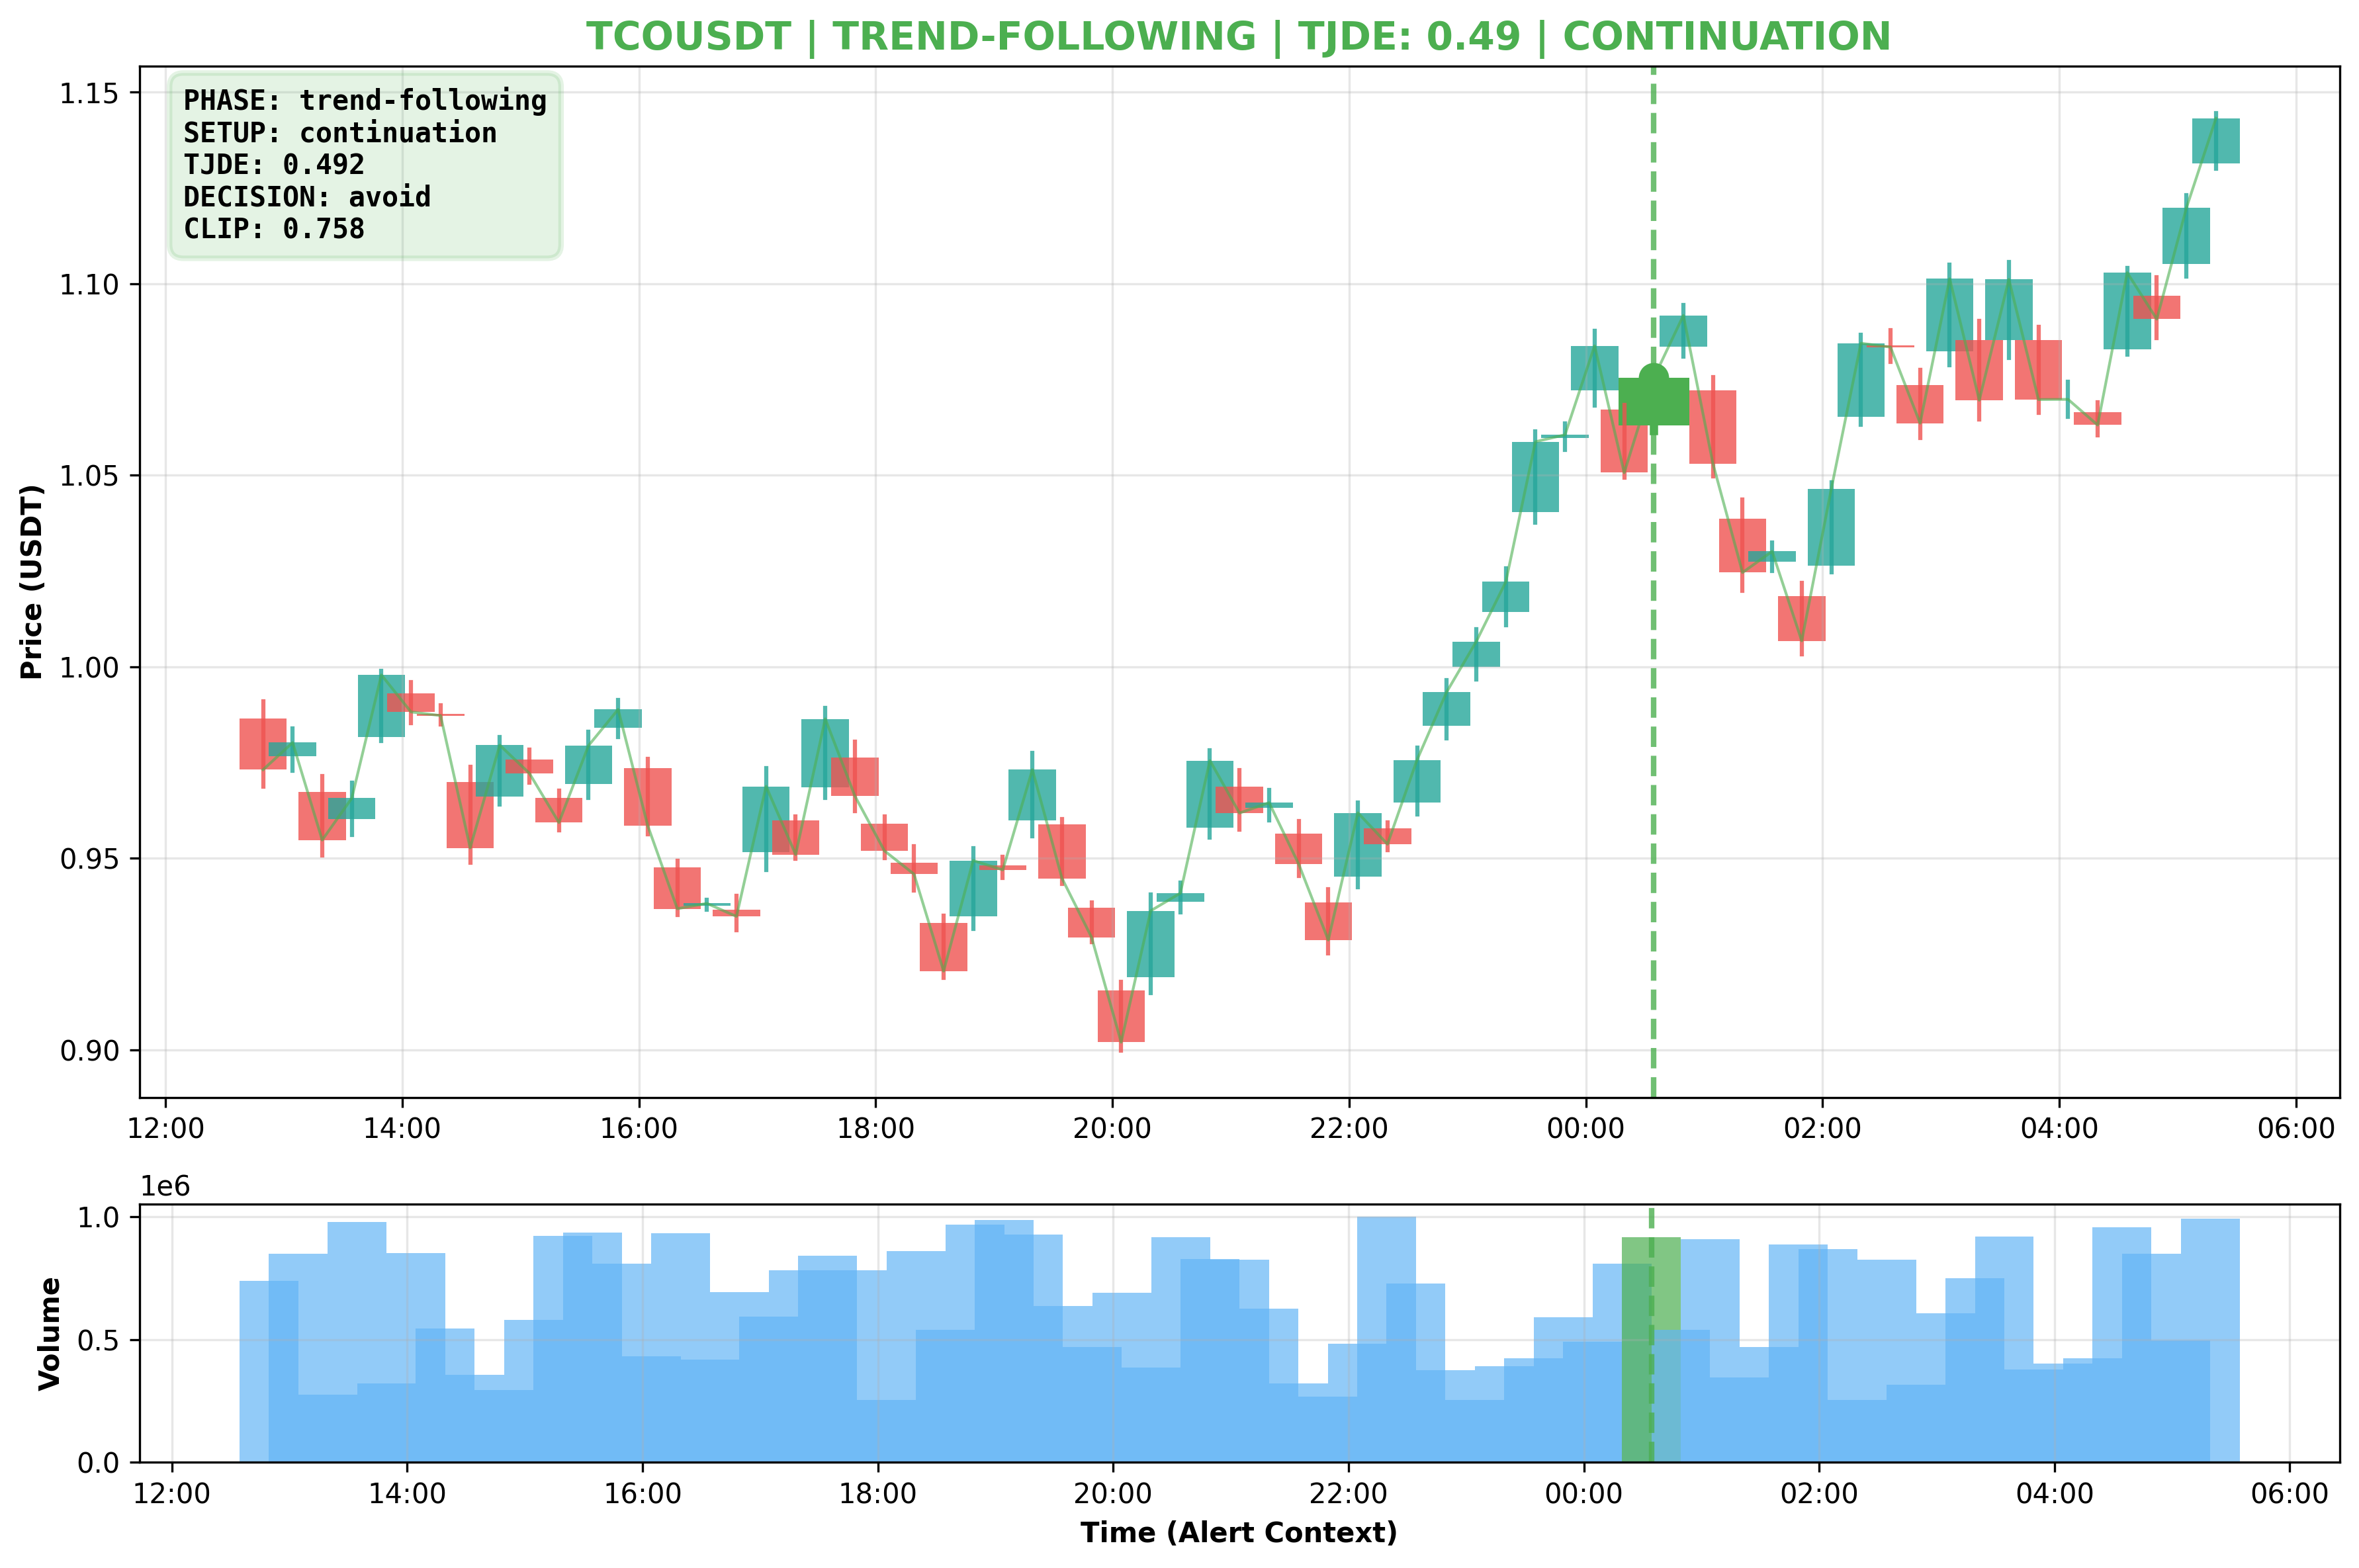 TCOUSDT | TREND-FOLLOWING | TJDE: 0.49 | CONTINUATION
PHASE: trend-following
SETUP: continuation
TJDE: 0.492
DECISION: avoid
CLIP: 0.758
Price (USDT)
1.15
1.10
1.05
1.00
0.95
0.90
12:00 14:00 16:00 18:00 20:00 22:00 00:00 02:00 04:00 06:00
1e6
Volume
1.0
0.5
0.0
12:00 14:00 16:00 18:00 20:00 22:00 00:00 02:00 04:00 06:00
Time (Alert Context)